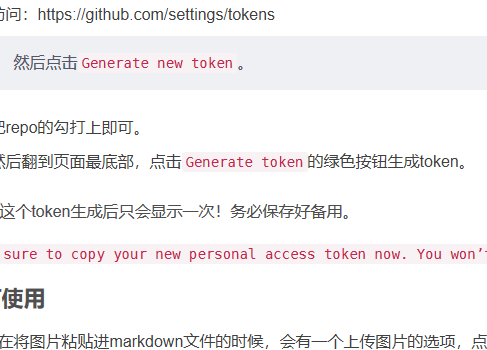 访问：https://github.com/settings/tokens
然后点击 Generate new token 。
把repo的勾打上即可。
然后翻到页面最底部，点击 Generate token 的绿色按钮生成token。
这个token生成后只会显示一次！务必保存好备用。
sure to copy your new personal access token now. You won’t
使用
在将图片粘贴进markdown文件的时候，会有一个上传图片的选项，点